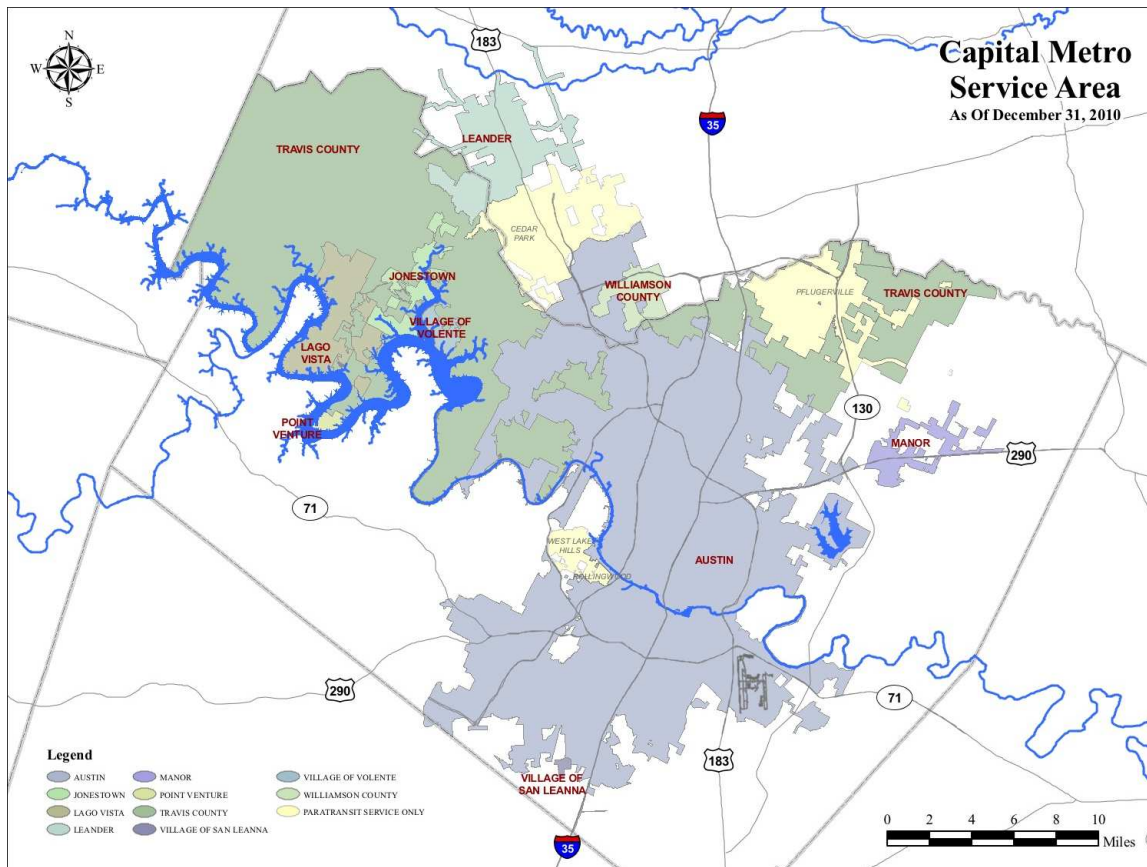 Capital Metro
Service Area
As Of December 31, 2010
N
W E
S
183
35
LEANDER
TRAVIS COUNTY
CEDAR
PARK
JONESTOWN
WILLIAMSON
COUNTY
PFLUGERVILLE
TRAVIS COUNTY
VILLAGE OF
VOLENTE
LAGO
VISTA
130
POINT
VENTURE
MANOR
290
71
WEST LAKE
HILLS
AUSTIN
ROLLINGWOOD
290
71
183
VILLAGE OF
SAN LEANNA
35
Legend
AUSTIN
JONESTOWN
LAGO VISTA
LEANDER
MANOR
POINT VENTURE
TRAVIS COUNTY
VILLAGE OF SAN LEANNA
VILLAGE OF VOLENTE
WILLIAMSON COUNTY
PARATRANSIT SERVICE ONLY
0 2 4 6 8 10
Miles